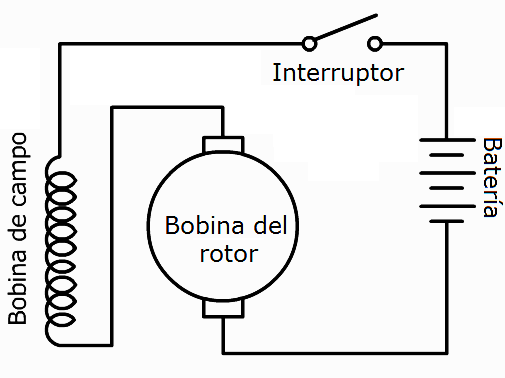 Interruptor
Batería
Bobina de campo
Bobina del
rotor